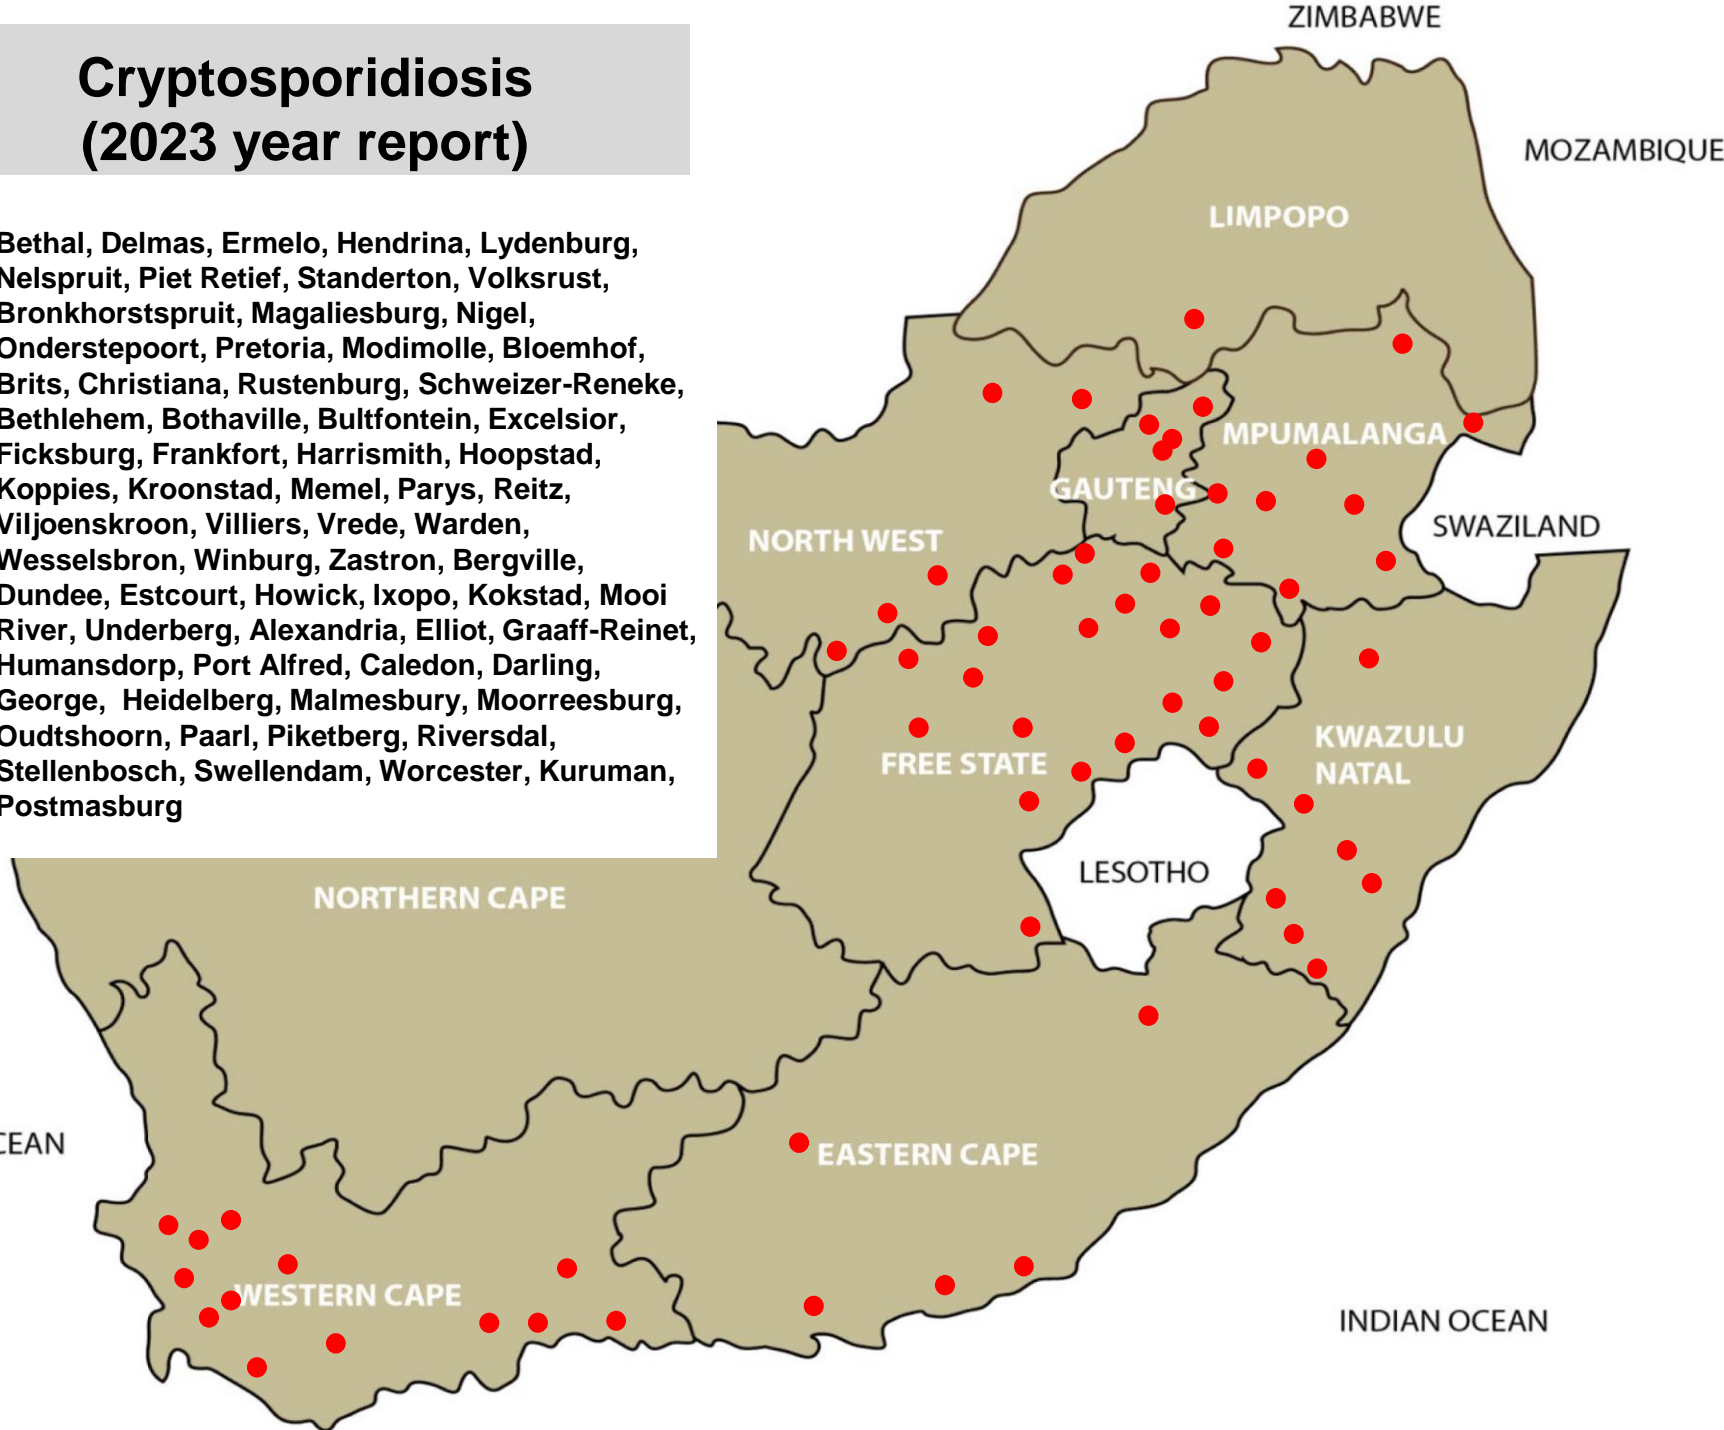 ZIMBABWE
Cryptosporidiosis
(2023 year report)
MOZAMBIQUE
LIMPOPO
Bethal, Delmas, Ermelo, Hendrina, Lydenburg,
Nelspruit, Piet Retief, Standerton, Volksrust,
Bronkhorstspruit, Magaliesburg, Nigel,
Onderstepoort, Pretoria, Modimolle, Bloemhof,
Brits, Christiana, Rustenburg, Schweizer-Reneke,
Bethlehem, Bothaville, Bultfontein, Excelsior,
Ficksburg, Frankfort, Harrismith, Hoopstad,
Koppies, Kroonstad, Memel, Parys, Reitz,
Viljoenskroon, Villiers, Vrede, Warden,
Wesselsbron, Winburg, Zastron, Bergville,
Dundee, Estcourt, Howick, Ixopo, Kokstad, Mooi
River, Underberg, Alexandria, Elliot, Graaff-Reinet,
Humansdorp, Port Alfred, Caledon, Darling,
George,  Heidelberg, Malmesbury, Moorreesburg,
Oudtshoorn, Paarl, Piketberg, Riversdal,
Stellenbosch, Swellendam, Worcester, Kuruman,
Postmasburg
MPUMALANGA
GAUTENG
NORTH WEST
SWAZILAND
KWAZULU
NATAL
FREE STATE
LESOTHO
NORTHERN CAPE
CEAN
EASTERN CAPE
WESTERN CAPE
INDIAN OCEAN